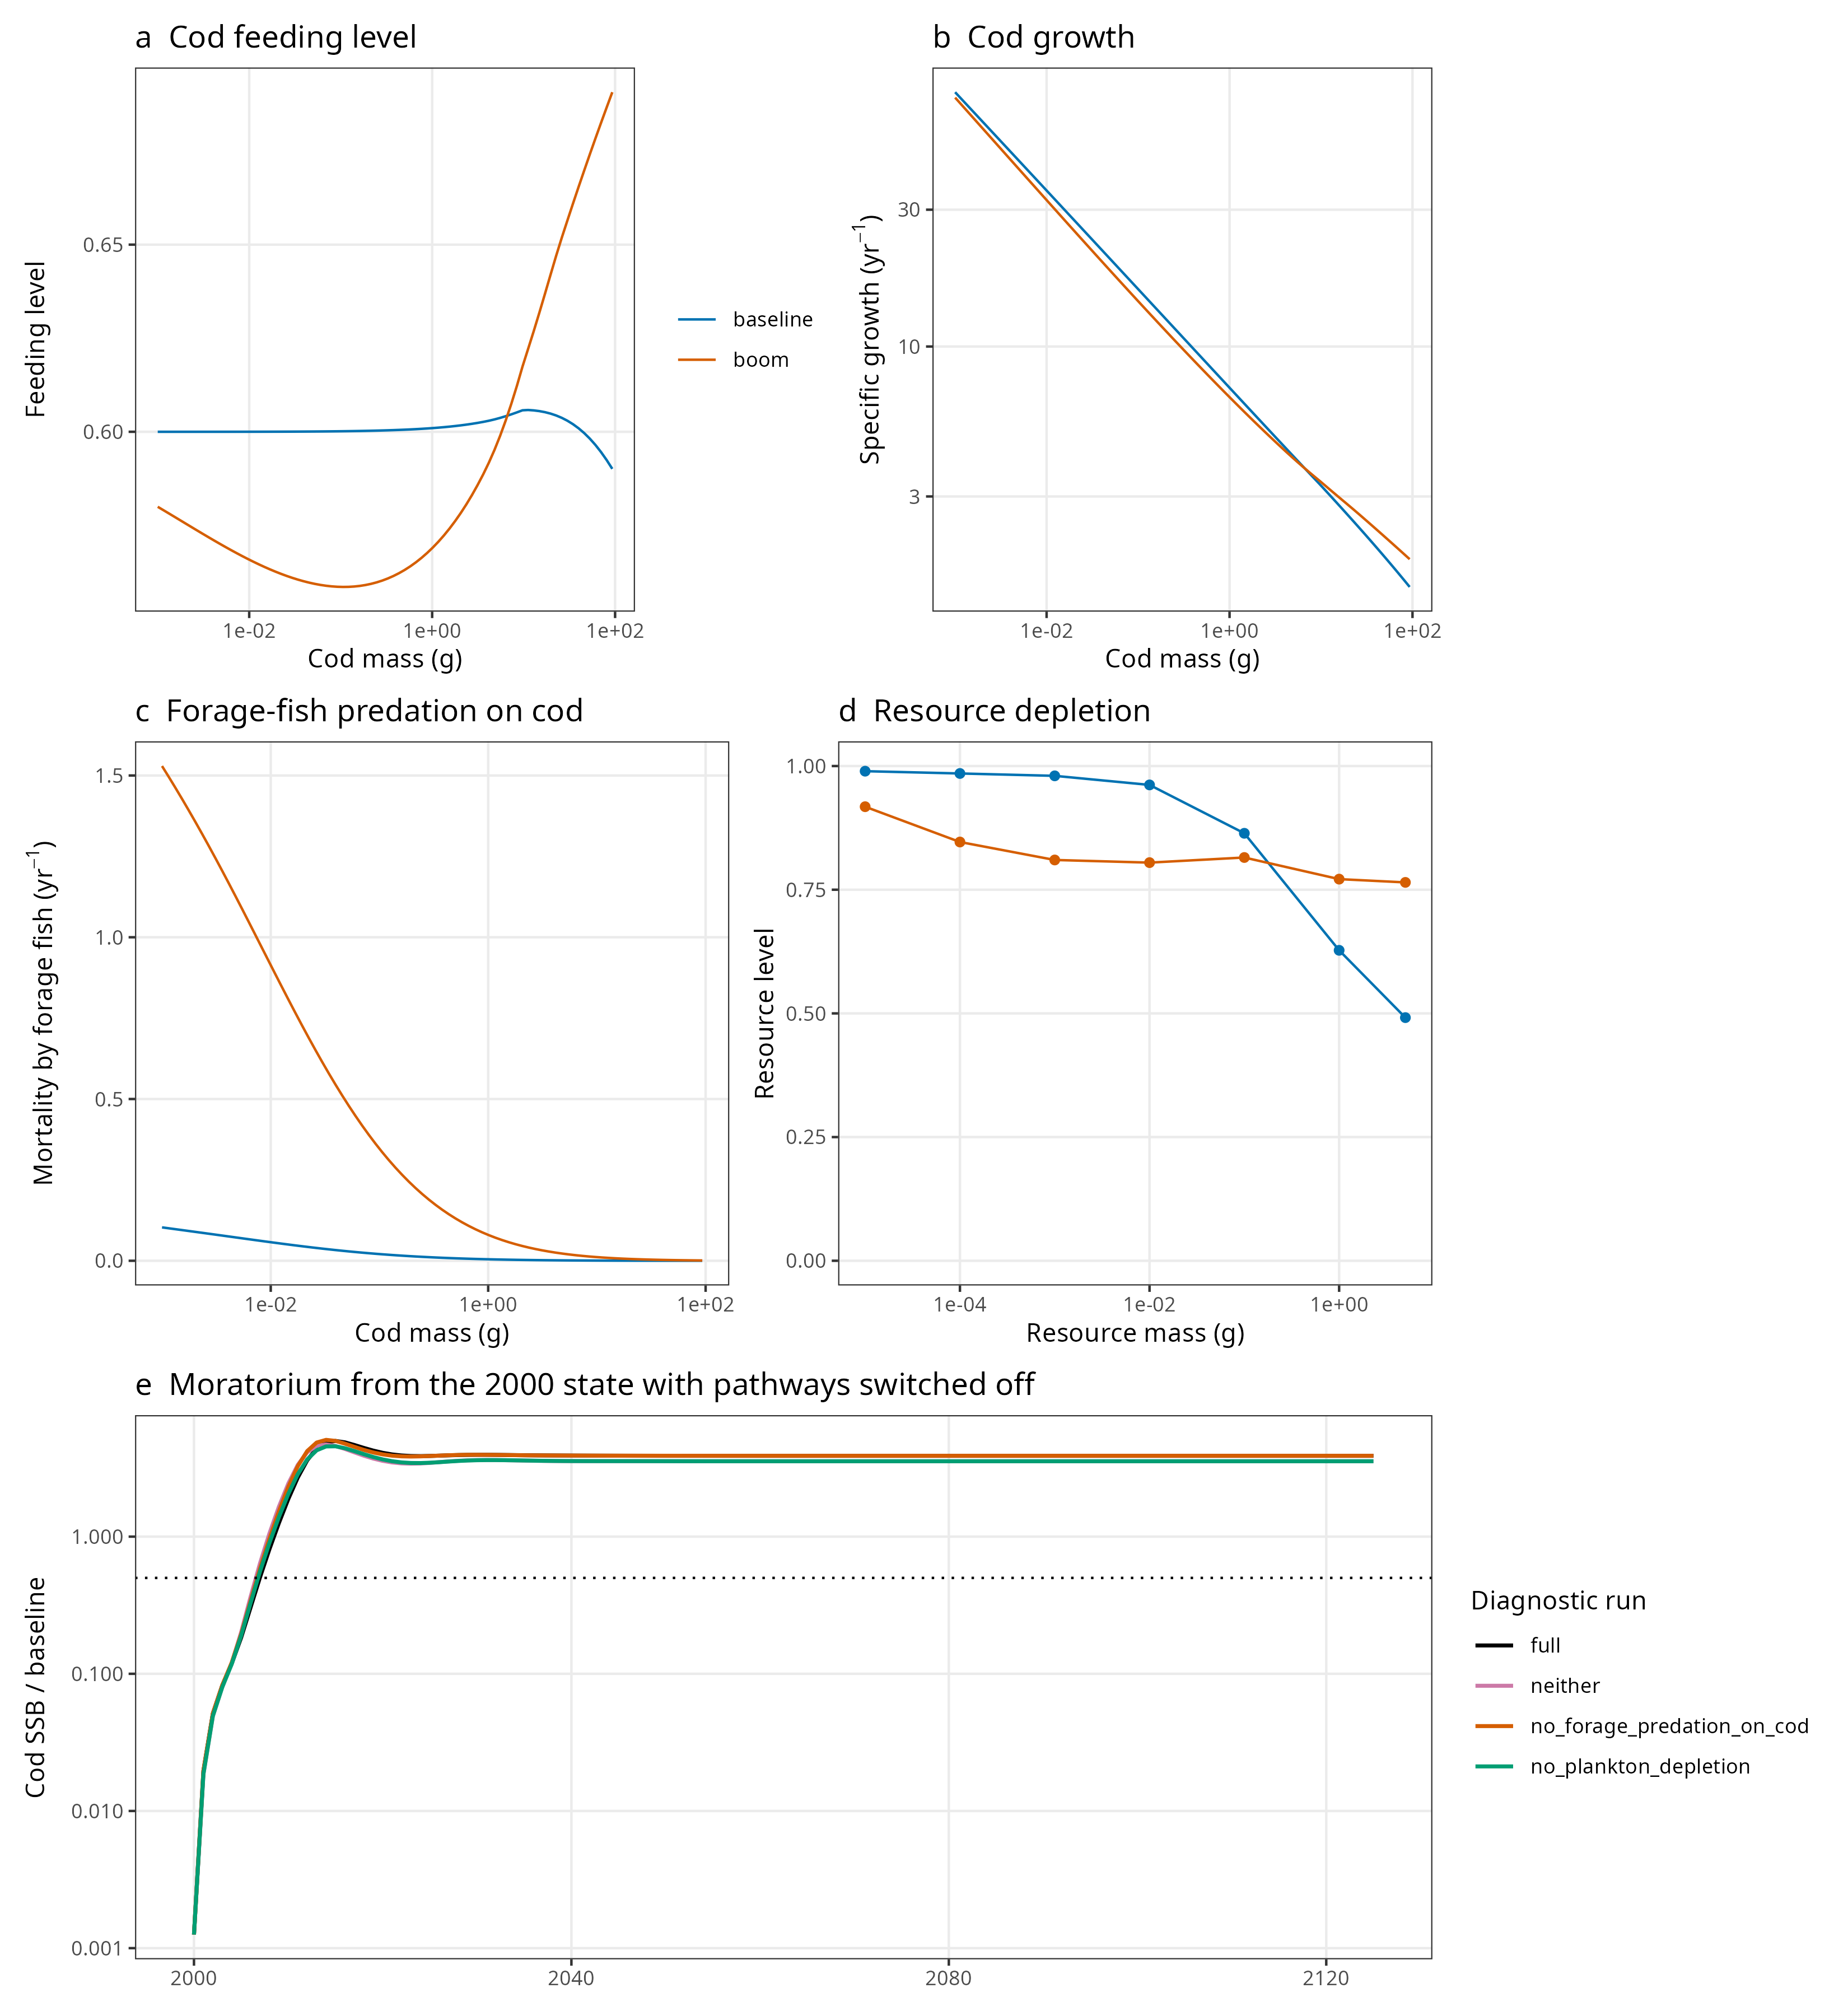 a Cod feeding level
Feeding level
0.65
0.60
1e-02 1e+00 1e+02
Cod mass (g)
baseline
boom
b Cod growth
Specific growth (yr⁻¹)
30
10
3
1e-02 1e+00 1e+02
Cod mass (g)
c Forage-fish predation on cod
Mortality by forage fish (yr⁻¹)
1.5
1.0
0.5
0.0
1e-02 1e+00 1e+02
Cod mass (g)
d Resource depletion
Resource level
1.00
0.75
0.50
0.25
0.00
1e-04 1e-02 1e+00
Resource mass (g)
e Moratorium from the 2000 state with pathways switched off
Cod SSB / baseline
1.000
0.100
0.010
0.001
2000 2040 2080 2120
Diagnostic run
full
neither
no_forage_predation_on_cod
no_plankton_depletion